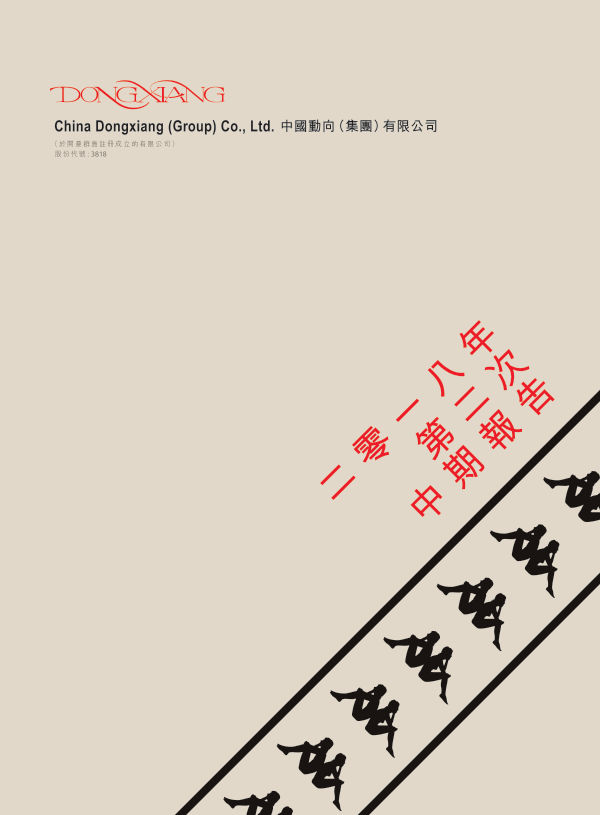 DONGXIANG
China Dongxiang (Group) Co., Ltd. 中國動向（集團）有限公司
（於開曼群島註冊成立的有限公司）
股份代號：3818
二零一八年
第二次
中期報告